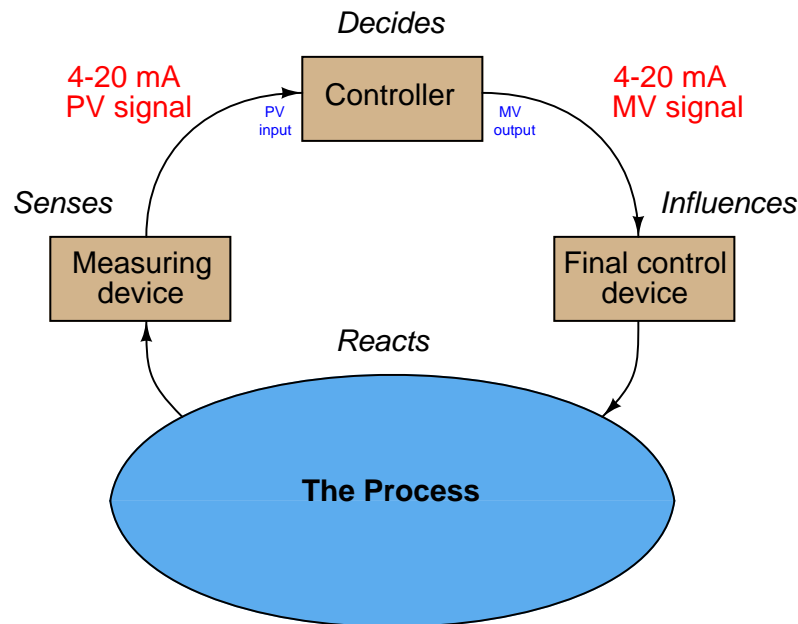 Decides
4-20 mA
PV signal
Controller
4-20 mA
MV signal
PV
input
MV
output
Senses
Influences
Measuring
device
Final control
device
Reacts
The Process